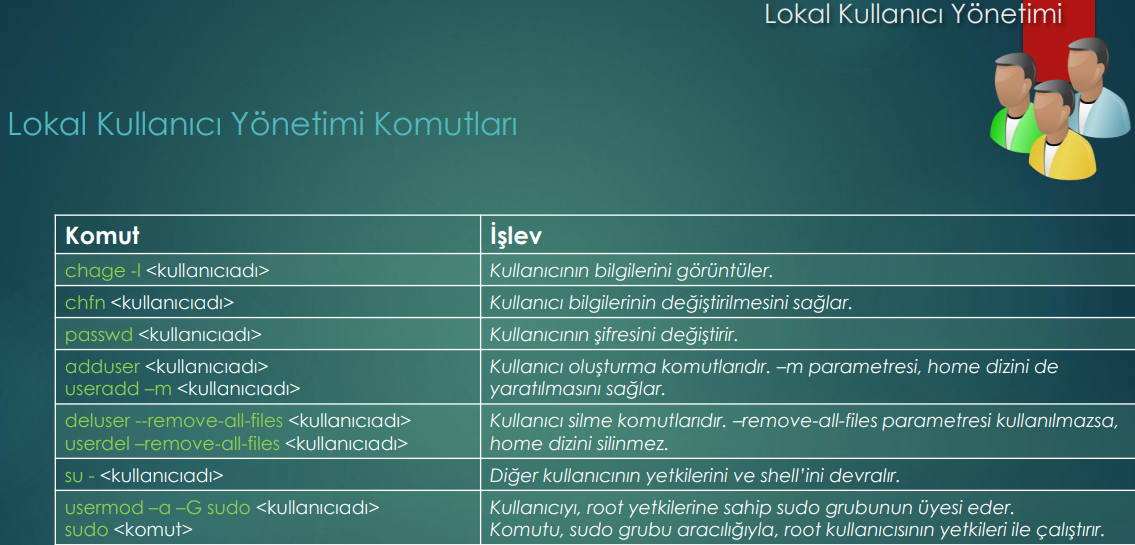 Lokal Kullanıcı Yönetimi
Lokal Kullanıcı Yönetimi Komutları
Komut
İşlev
chage -l <kullanıcıadı>
Kullanıcının bilgilerini görüntüler.
chfn <kullanıcıadı>
Kullanıcı bilgilerinin değiştirilmesini sağlar.
passwd <kullanıcıadı>
Kullanıcının şifresini değiştirir.
adduser <kullanıcıadı>
useradd –m <kullanıcıadı>
Kullanıcı oluşturma komutlarıdır. –m parametresi, home dizini de
yaratılmasını sağlar.
deluser --remove-all-files <kullanıcıadı>
userdel –remove-all-files <kullanıcıadı>
Kullanıcı silme komutlarıdır. –remove-all-files parametresi kullanılmazsa,
home dizini silinmez.
su - <kullanıcıadı>
Diğer kullanıcının yetkilerini ve shell’ini devralır.
usermod –a –G sudo <kullanıcıadı>
sudo <komut>
Kullanıcıyı, root yetkilerine sahip sudo grubunun üyesi eder.
Komutu, sudo grubu aracılığıyla, root kullanıcısının yetkileri ile çalıştırır.